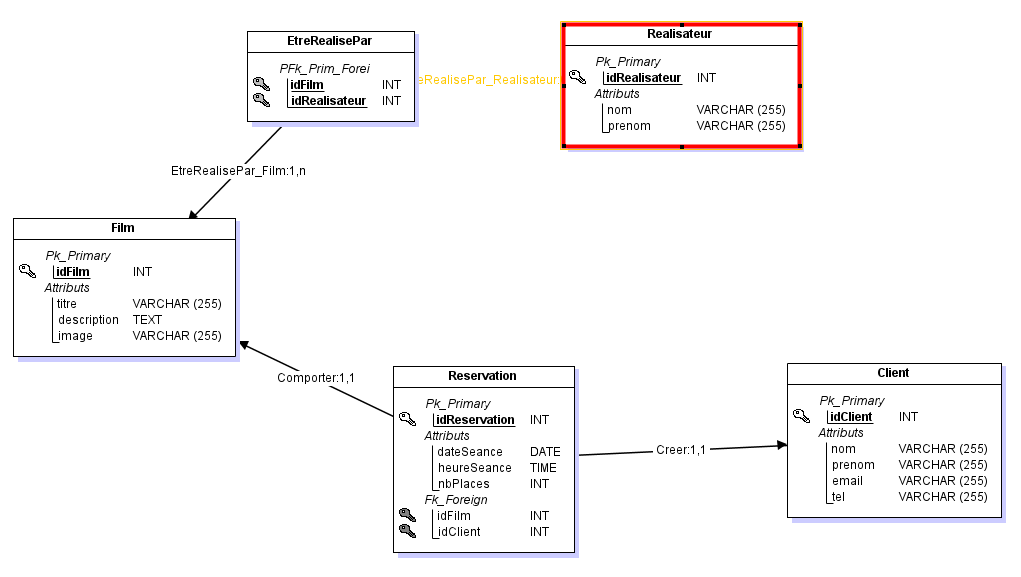 EtreRealisePar
PFk_Prim_Forei
idFilm INT
idRealisateur INT
eRealisePar_Realisateur:
Realisateur
Pk_Primary
idRealisateur INT
Attributs
nom VARCHAR (255)
prenom VARCHAR (255)
EtreRealisePar_Film:1,n
Film
Pk_Primary
idFilm INT
Attributs
titre VARCHAR (255)
description TEXT
image VARCHAR (255)
Comporter:1,1
Reservation
Pk_Primary
idReservation INT
Attributs
dateSeance DATE
heureSeance TIME
nbPlaces INT
Fk_Foreign
idFilm INT
idClient INT
Creer:1,1
Client
Pk_Primary
idClient INT
Attributs
nom VARCHAR (255)
prenom VARCHAR (255)
email VARCHAR (255)
tel VARCHAR (255)